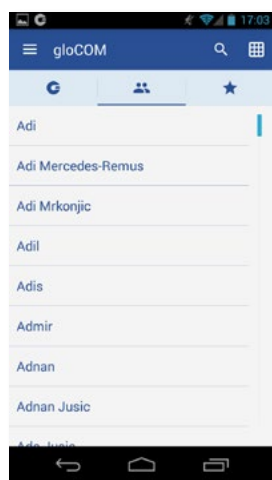 17:03
gloCOM
Adi
Adi Mercedes-Remus
Adi Mrkonjic
Adil
Adis
Admir
Adnan
Adnan Jusic